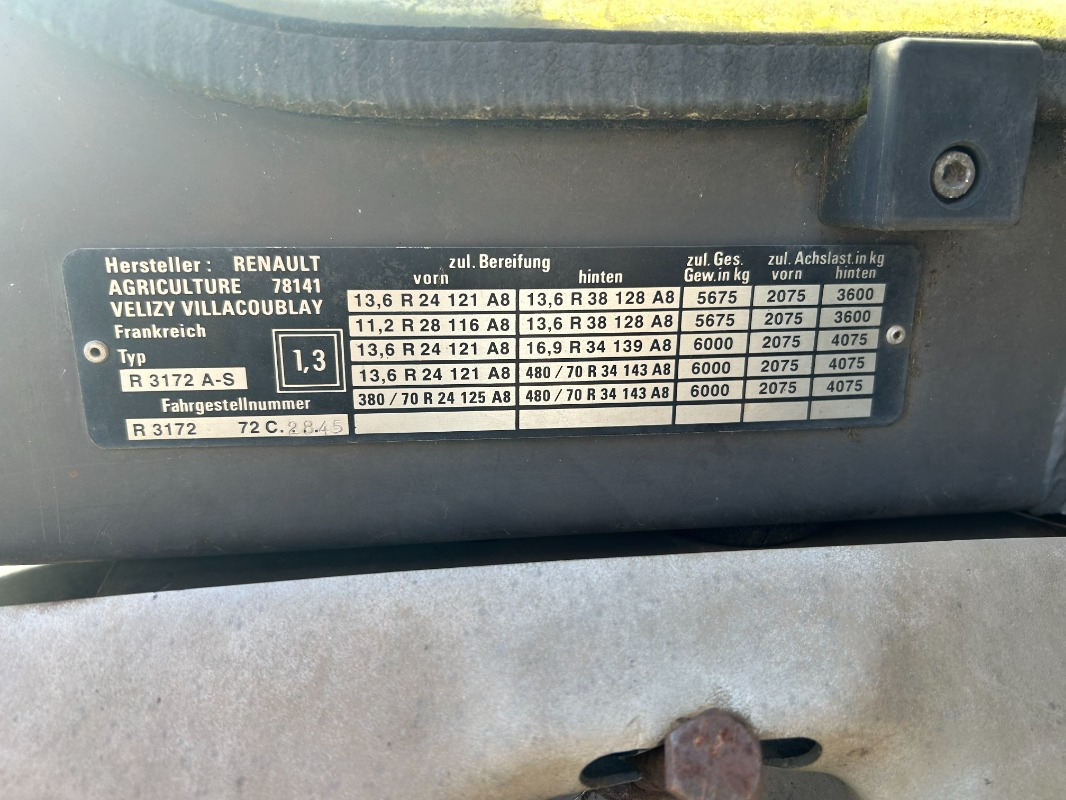 Hersteller: RENAULT
AGRICULTURE 78141
VELIZY VILLACOUBLAY
Frankreich
Typ
R 3172 A-S
1,3
Fahrgestellnummer
R 3172 72 C.2845
zul. Bereifung
vorn hinten
zul. Ges. Gew. in kg
zul. Achslast. in kg
vorn hinten
13,6 R 24 121 A8 13,6 R 38 128 A8 5675 2075 3600
11,2 R 28 116 A8 13,6 R 38 128 A8 5675 2075 3600
13,6 R 24 121 A8 16,9 R 34 139 A8 6000 2075 4075
13,6 R 24 121 A8 480 / 70 R 34 143 A8 6000 2075 4075
380 / 70 R 24 125 A8 480 / 70 R 34 143 A8 6000 2075 4075